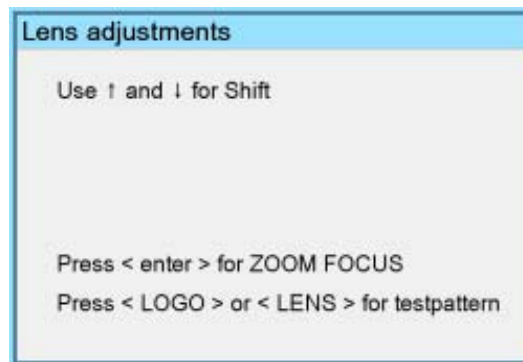 Lens adjustments
Use ↑ and ↓ for Shift
Press < enter > for ZOOM FOCUS
Press < LOGO > or < LENS > for testpattern